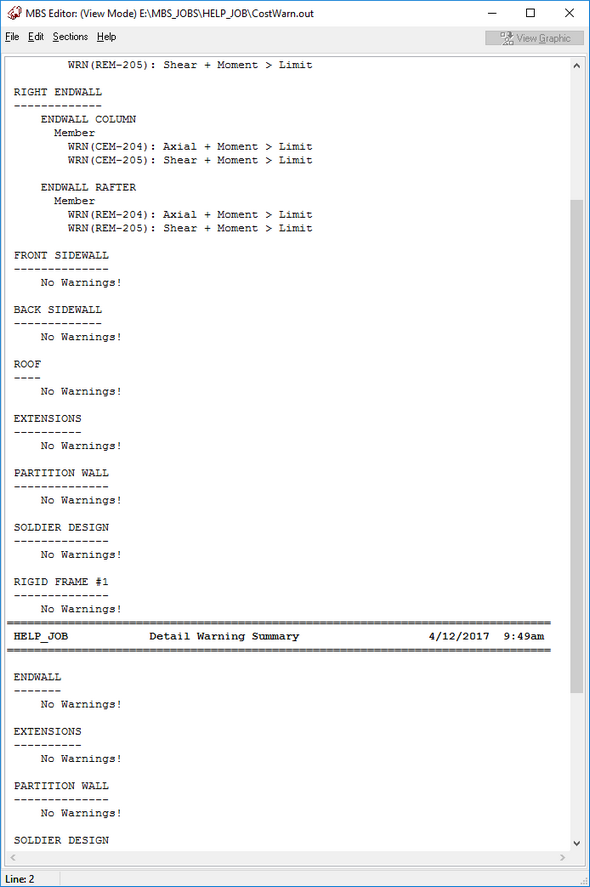 MBS Editor: (View Mode) E:\MBS_JOBS\HELP_JOB\CostWarn.out
File Edit Sections Help View Graphic
WRN(REM-205): Shear + Moment > Limit
RIGHT ENDWALL
-------------
ENDWALL COLUMN
Member
WRN(CEM-204): Axial + Moment > Limit
WRN(CEM-205): Shear + Moment > Limit
ENDWALL RAFTER
Member
WRN(REM-204): Axial + Moment > Limit
WRN(REM-205): Shear + Moment > Limit
FRONT SIDEWALL
--------------
No Warnings!
BACK SIDEWALL
-------------
No Warnings!
ROOF
----
No Warnings!
EXTENSIONS
----------
No Warnings!
PARTITION WALL
--------------
No Warnings!
SOLDIER DESIGN
--------------
No Warnings!
RIGID FRAME #1
--------------
No Warnings!
================================================================================
HELP_JOB Detail Warning Summary 4/12/2017 9:49am
================================================================================
ENDWALL
-------
No Warnings!
EXTENSIONS
----------
No Warnings!
PARTITION WALL
--------------
No Warnings!
SOLDIER DESIGN
Line: 2